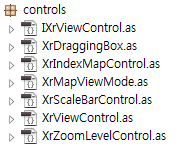 controls
IXrViewControl.as
XrDraggingBox.as
XrIndexMapControl.as
XrMapViewMode.as
XrScaleBarControl.as
XrViewControl.as
XrZoomLevelControl.as